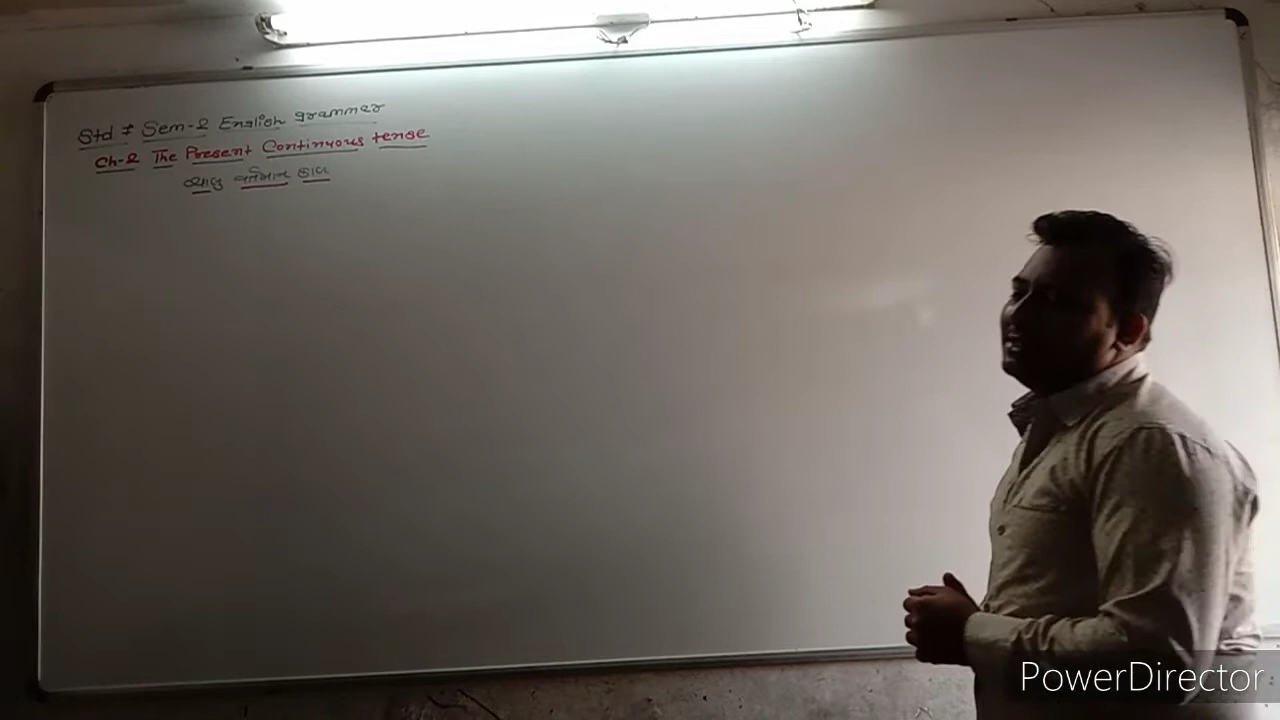 Std 7 Sem-2 English grammer
Ch-2 The Present Continuous tense
ચાલુ વર્તમાન કાળ
PowerDirector